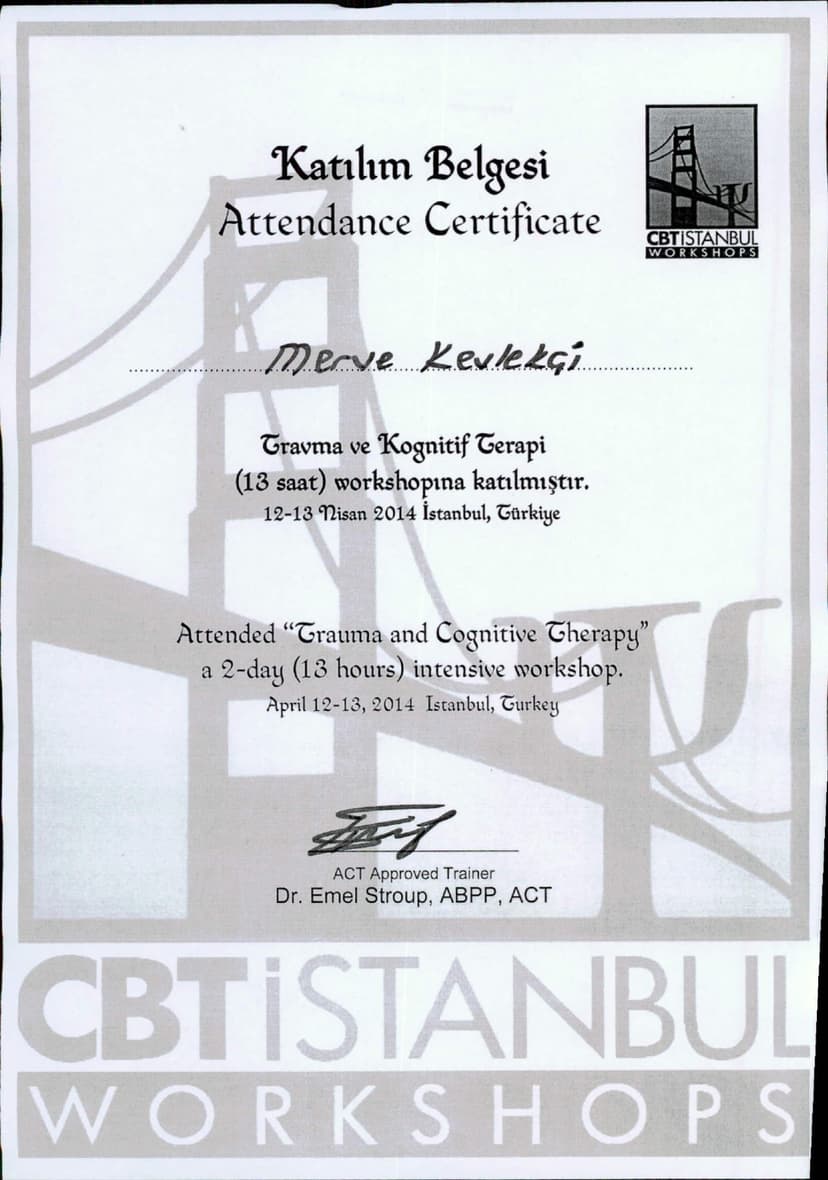 Katılım Belgesi
Attendance Certificate
CBTiSTANBUL
WORKSHOPS
Merve Kevlekçi
Travma ve Kognitif Terapi
(13 saat) workshopına katılmıştır.
12-13 Nisan 2014 İstanbul, Türkiye
Attended “Trauma and Cognitive Therapy”
a 2-day (13 hours) intensive workshop.
April 12-13, 2014 Istanbul, Turkey
ACT Approved Trainer
Dr. Emel Stroup, ABPP, ACT
CBTiSTANBUL
WORKSHOPS